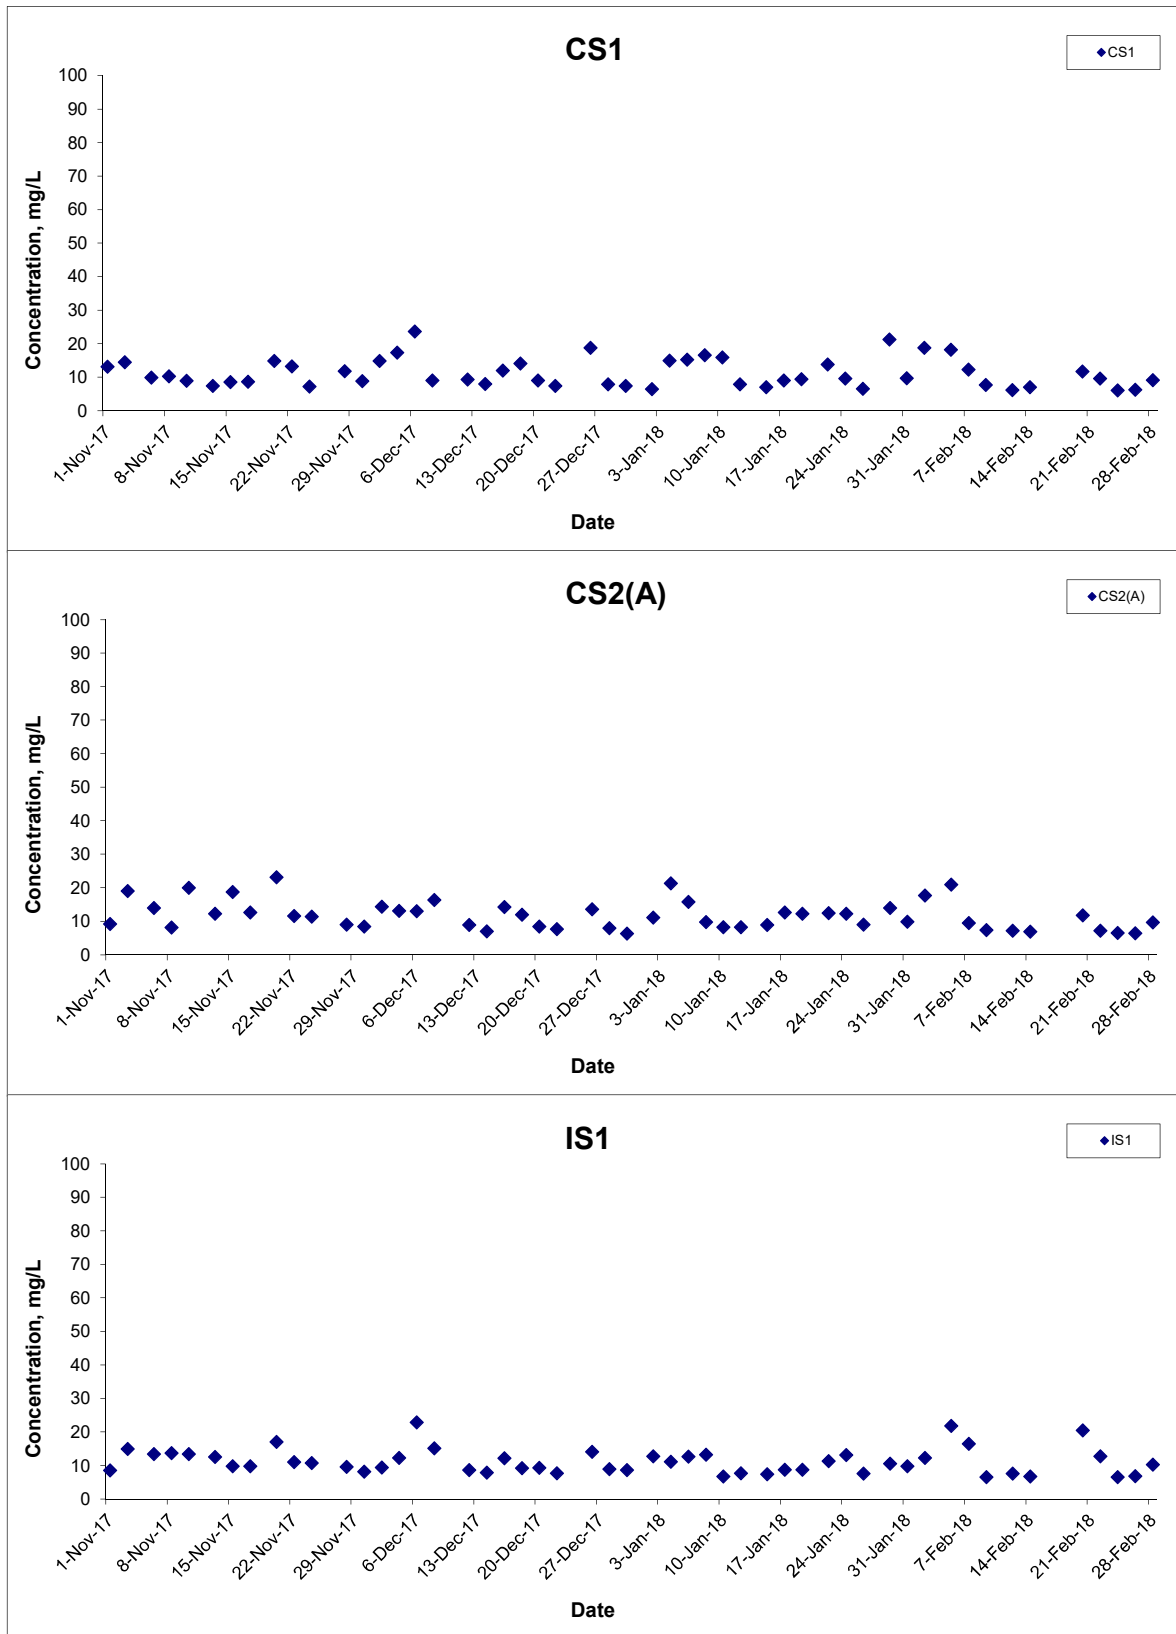 CS1
CS1
Concentration, mg/L
100
90
80
70
60
50
40
30
20
10
0
1-Nov-17
8-Nov-17
15-Nov-17
22-Nov-17
29-Nov-17
6-Dec-17
13-Dec-17
20-Dec-17
27-Dec-17
3-Jan-18
10-Jan-18
17-Jan-18
24-Jan-18
31-Jan-18
7-Feb-18
14-Feb-18
21-Feb-18
28-Feb-18
Date
CS2(A)
CS2(A)
Concentration, mg/L
100
90
80
70
60
50
40
30
20
10
0
1-Nov-17
8-Nov-17
15-Nov-17
22-Nov-17
29-Nov-17
6-Dec-17
13-Dec-17
20-Dec-17
27-Dec-17
3-Jan-18
10-Jan-18
17-Jan-18
24-Jan-18
31-Jan-18
7-Feb-18
14-Feb-18
21-Feb-18
28-Feb-18
Date
IS1
IS1
Concentration, mg/L
100
90
80
70
60
50
40
30
20
10
0
1-Nov-17
8-Nov-17
15-Nov-17
22-Nov-17
29-Nov-17
6-Dec-17
13-Dec-17
20-Dec-17
27-Dec-17
3-Jan-18
10-Jan-18
17-Jan-18
24-Jan-18
31-Jan-18
7-Feb-18
14-Feb-18
21-Feb-18
28-Feb-18
Date